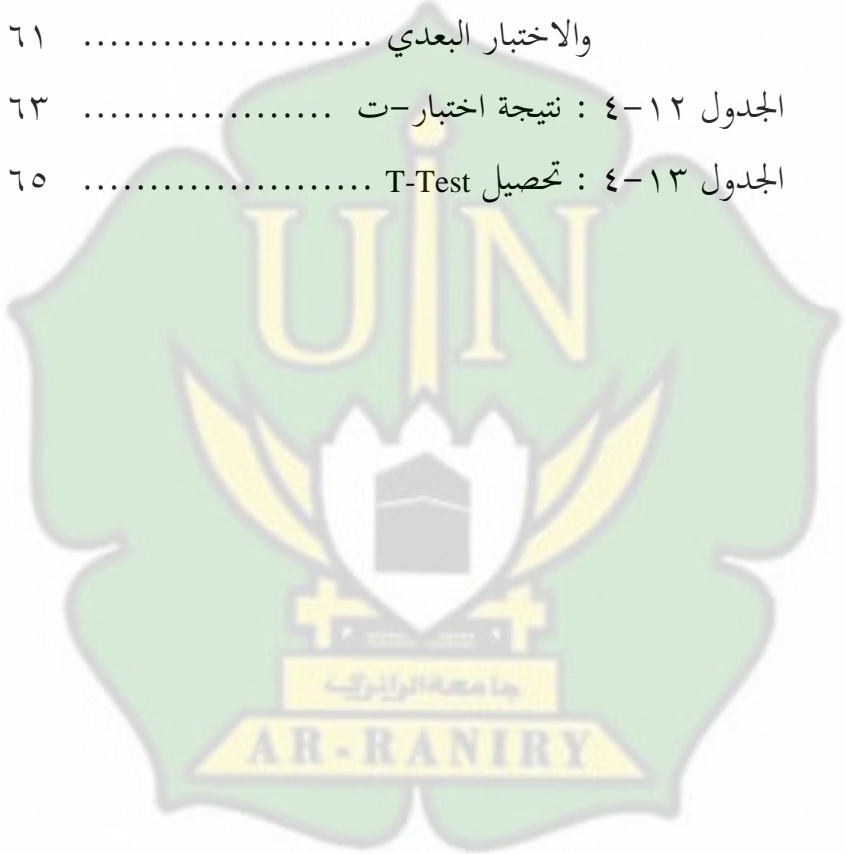 والاختبار البعدي ...................... ٦١
الجدول ١٢-٤ : نتيجة اختبار-ت ................... ٦٣
الجدول ١٣-٤ : تحصيل T-Test ...................... ٦٥
UIN
جامعة الرانري
AR-RANIRY